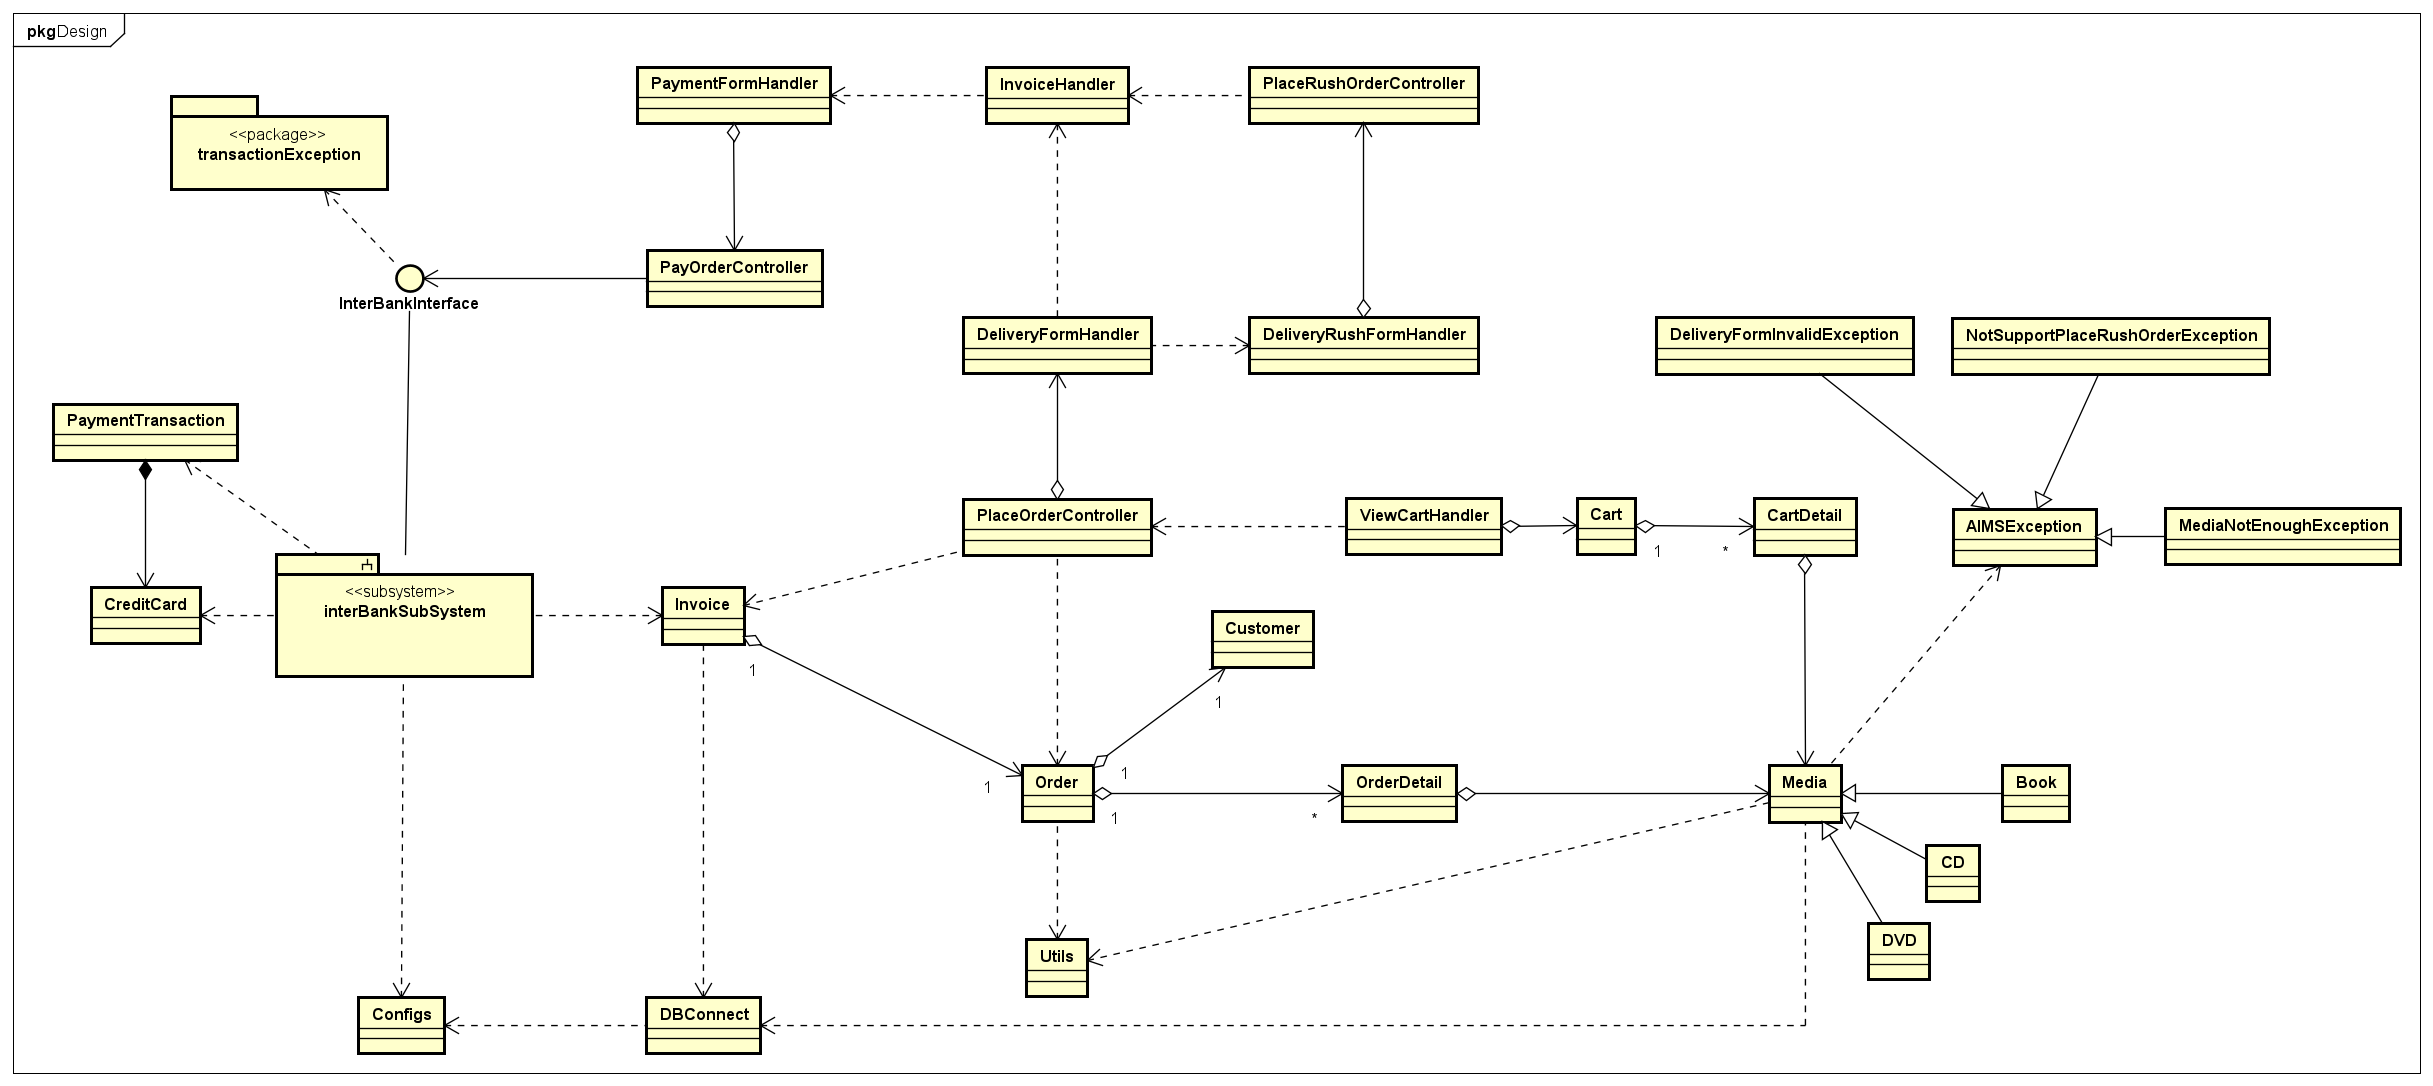 pkgDesign
PaymentFormHandler
InvoiceHandler
PlaceRushOrderController
<<package>>
transactionException
PayOrderController
InterBankInterface
DeliveryFormHandler
DeliveryRushFormHandler
DeliveryFormInvalidException
NotSupportPlaceRushOrderException
PaymentTransaction
PlaceOrderController
ViewCartHandler
Cart
CartDetail
AIMSException
MediaNotEnoughException
1
*
CreditCard
<<subsystem>>
interBankSubSystem
Invoice
Customer
1
1
1
1
Order
OrderDetail
Media
Book
1
*
CD
DVD
Utils
Configs
DBConnect